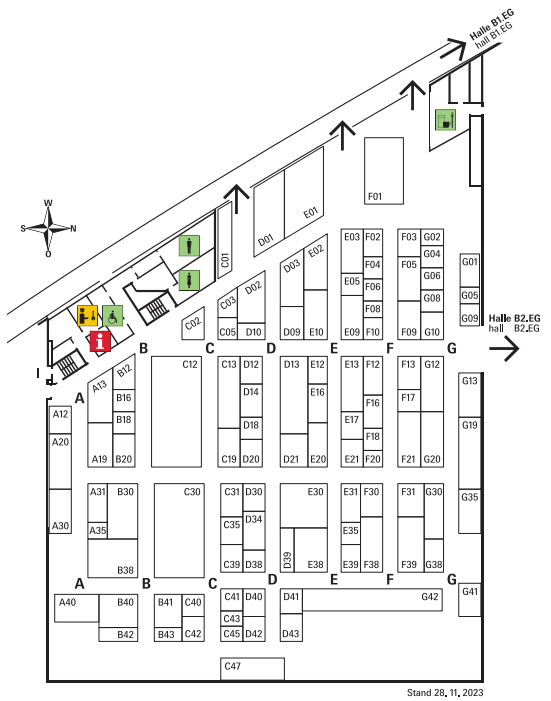 Halle B1.EG
hall B1.EG
F01
W
S N
O
E01
D01
C01
E03 F02 F03 G02
G04
E02
D03
F04 F05
G01
G06
E05
D02
F06
C03
G08
G05
F08
C02
C05 D10 D09 E10 E09 F10 F09 G10 G09
Halle B2.EG
hall B2.EG
i
B C D E F G
I
B12 C12 C13 D12 D13 E12 E13 F12 F13 G12
G13
A13
D14 E16
B16
F17
F16
A
A12
B18
E17
G19
D18
F18
A20
A19 B20 C19 D20 D21 E20 E21 F20 F21 G20
A31 B30 C30 C31 D30 E30 E31 F30 F31 G30
G35
D34
C35
A30
A35
E35
D39
B38 C39 D38 E38 E39 F38 F39 G38
A B C D E F G
A40 B40 B41 C40 C41 D40 D41 G42 G41
C43
B42 B43 C42 C45 D42 D43
C47
Stand 28. 11. 2023